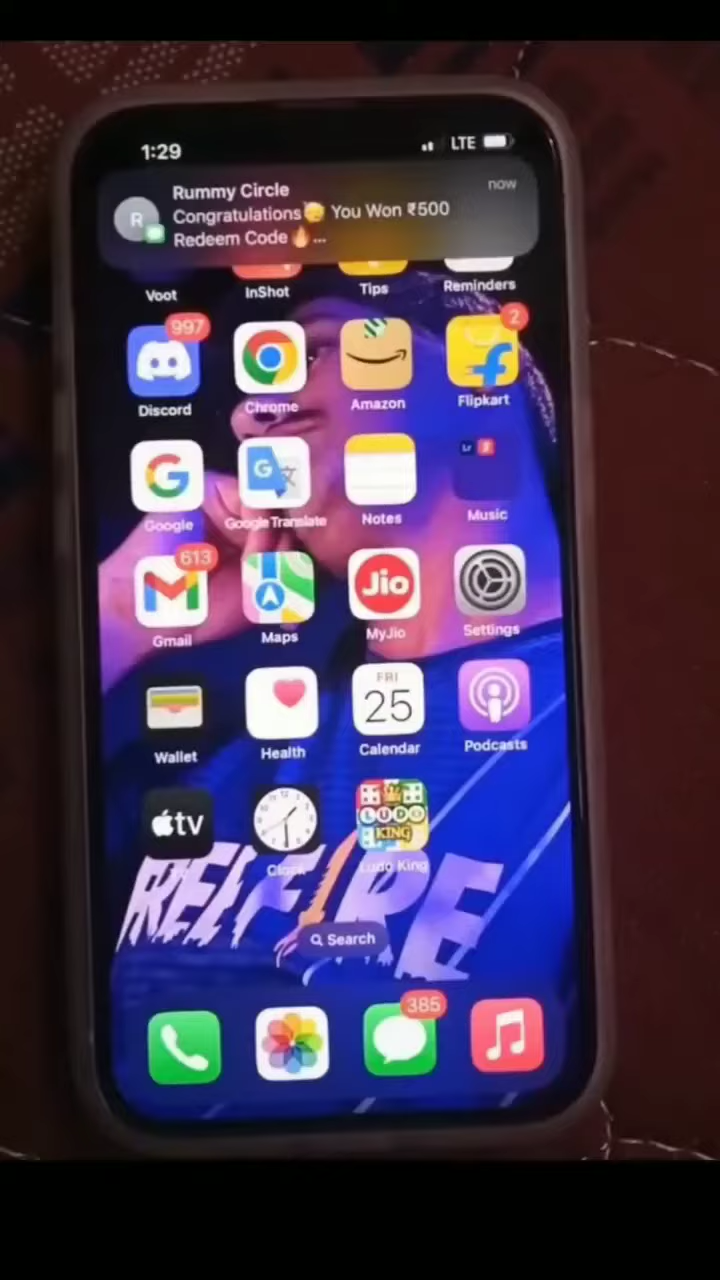 1:29
LTE
Rummy Circle
now
R
Congratulations🥳 You Won ₹500
Redeem Code🔥...
Voot
InShot
Tips
Reminders
997
2
Discord
Chrome
Amazon
Flipkart
Lr
Google
Google Translate
Notes
Music
613
Jio
Gmail
Maps
MyJio
Settings
FRI
25
Wallet
Health
Calendar
Podcasts
tv
LUDO
KING
Clock
Ludo King
REEFIRE
Search
385